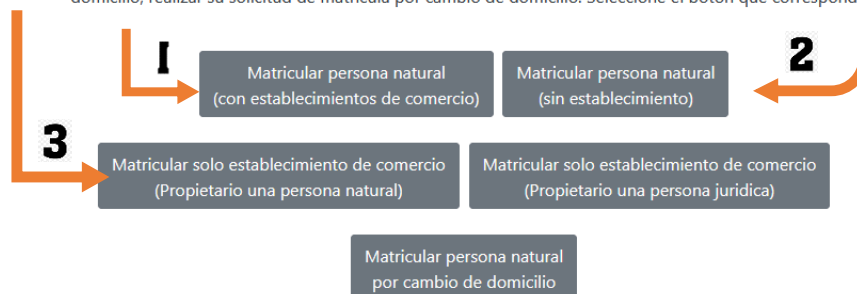 domicilio, realizar su solicitud de matrícula por cambio de domicilio. Seleccione el botón que correspond
1
2
Matricular persona natural
(con establecimientos de comercio)
Matricular persona natural
(sin establecimiento)
3
Matricular solo establecimiento de comercio
(Propietario una persona natural)
Matricular solo establecimiento de comercio
(Propietario una persona juridica)
Matricular persona natural
por cambio de domicilio